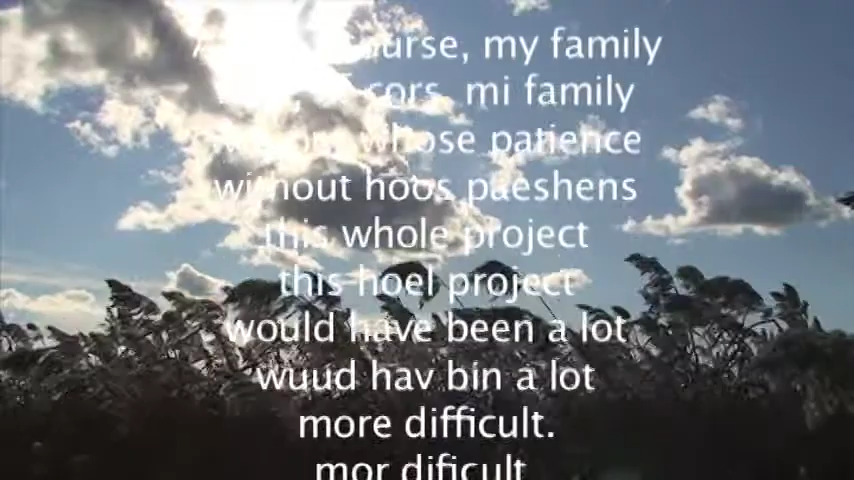 my family
mi family
whose patience
without hoos paeshens
this whole project
this hoel project
would have been a lot
wuud hav bin a lot
more difficult.
mor dificult